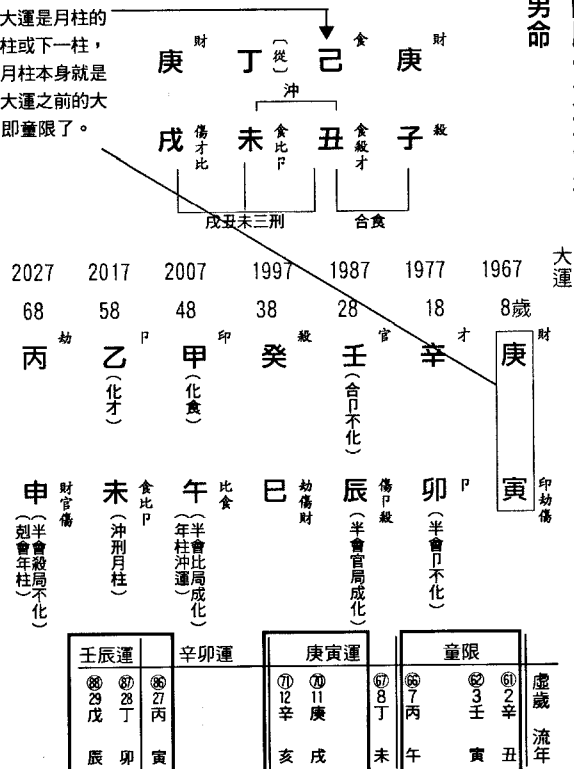 男命
大運是月柱的
柱或下一柱，
月柱本身就是
大運之前的大
即童限了。
財 食 財
庚 丁 己 庚
（從）
沖
戌 未 丑 子
傷才比 食比卩 食殺才 殺
戌丑未三刑 合食
大運
2027 2017 2007 1997 1987 1977 1967
68 58 48 38 28 18 8歲
劫 卩 印 殺 官 才 財
丙 乙 甲 癸 壬 辛 庚
（化才） （化食） （合卩不化）
申 未 午 巳 辰 卯 寅
財官傷 食比卩 比食 劫傷財 傷卩殺 卩 印劫傷
（半會殺局不化）
（剋會年柱）
（沖刑月柱）
（半會比局成化）
（年柱沖運）
（半會官局成化）
（半會卩不化）
壬辰運 辛卯運 庚寅運 童限
虛歲 流年
88 29 戊辰
87 28 丁卯
86 27 丙寅
71 12 辛亥
70 11 庚戌
67 8 丁未
66 7 丙午
62 3 壬寅
61 2 辛丑